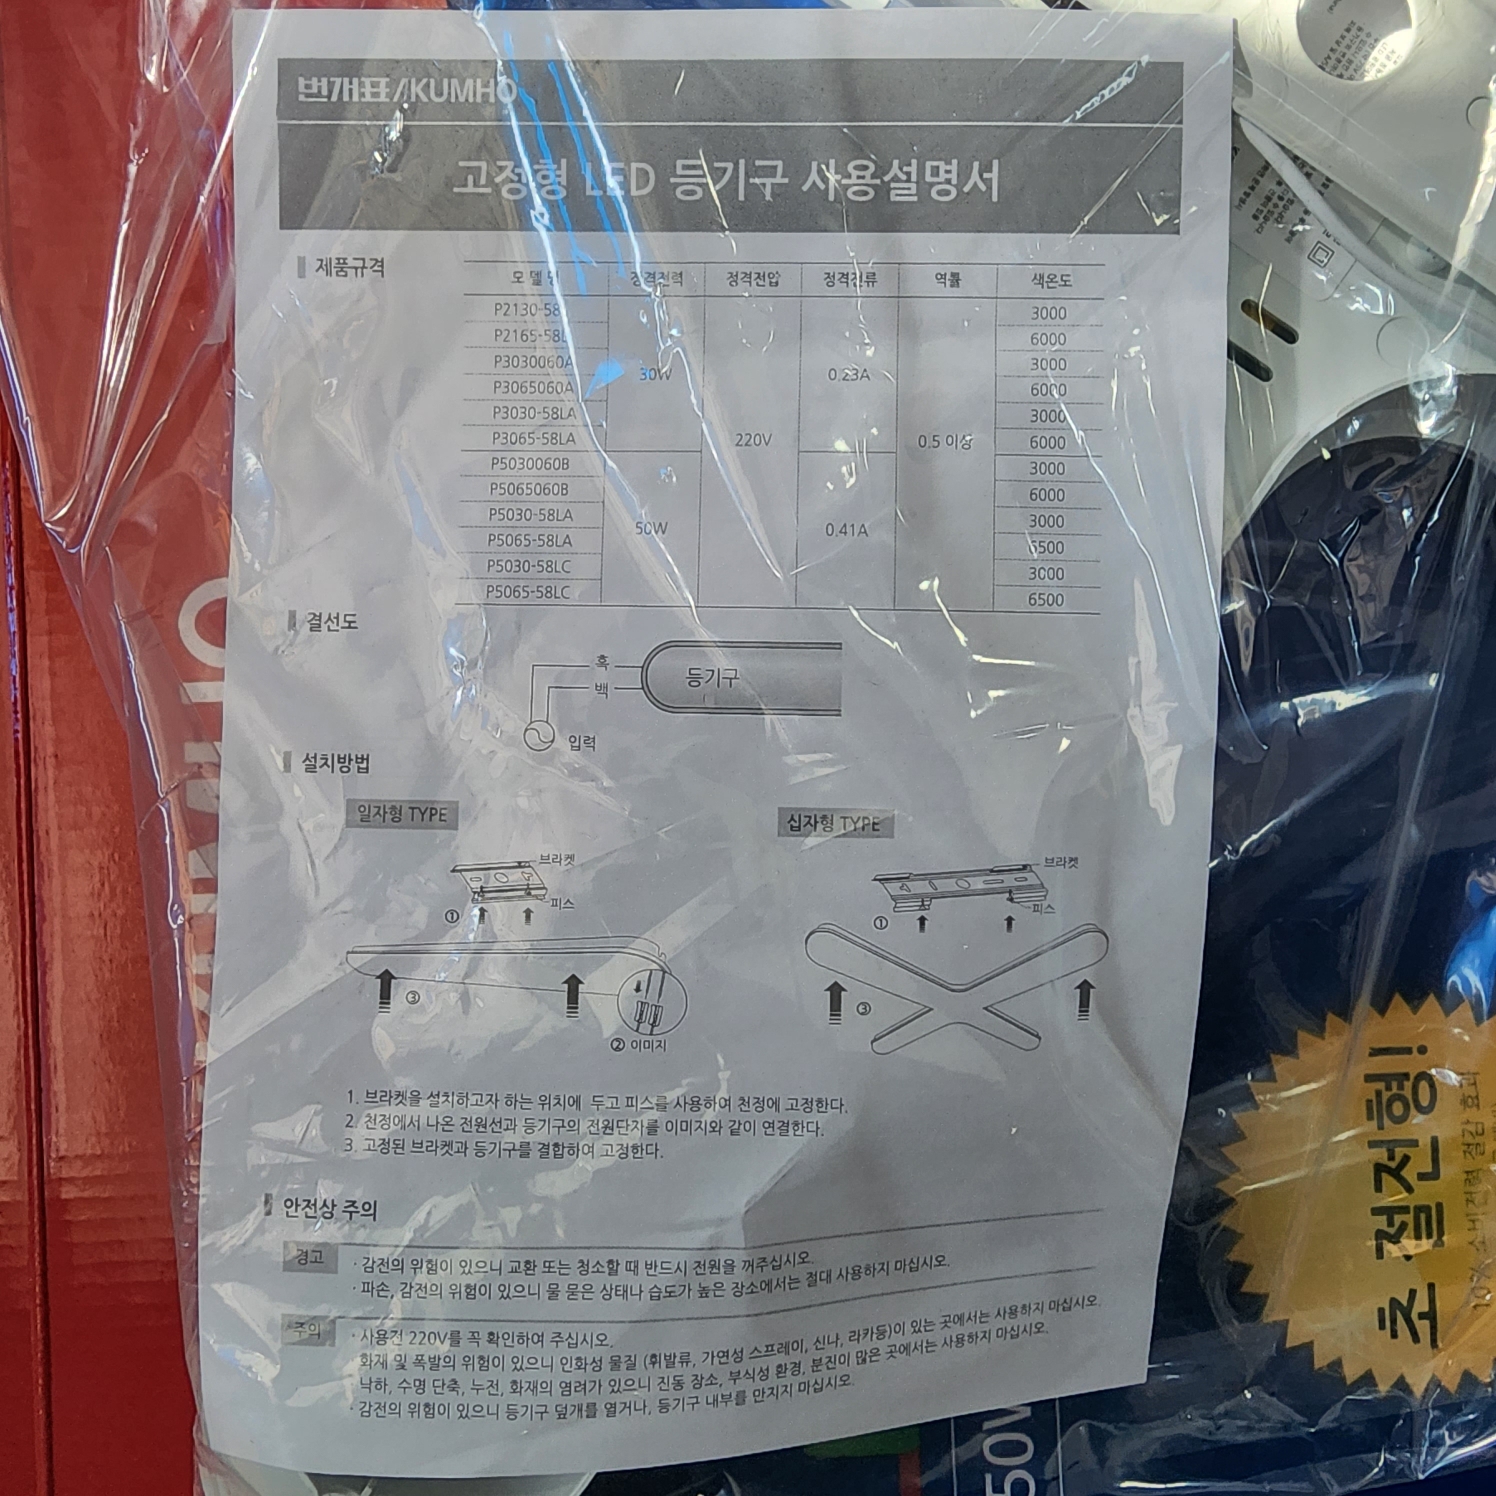 번개표/KUMHO
고정형 LED 등기구 사용설명서
제품규격
모델명 정격전력 정격전압 정격전류 역률 색온도
P2130-58 3000
P2165-58L 6000
P3030060A 3000
30W 0.23A
P3065060A 6000
P3030-58LA 3000
P3065-58LA 220V 0.5 이상 6000
P5030060B 3000
P5065060B 6000
P5030-58LA 3000
50W 0.41A
P5065-58LA 6500
P5030-58LC 3000
P5065-58LC 6500
결선도
흑
백
등기구
입력
설치방법
일자형 TYPE
브라켓
피스
①
③
② 이미지
십자형 TYPE
브라켓
피스
①
③
1. 브라켓을 설치하고자 하는 위치에 두고 피스를 사용하여 천정에 고정한다.
2. 천정에서 나온 전원선과 등기구의 전원단자를 이미지와 같이 연결한다.
3. 고정된 브라켓과 등기구를 결합하여 고정한다.
안전상 주의
경고
· 감전의 위험이 있으니 교환 또는 청소할 때 반드시 전원을 꺼주십시오.
· 파손, 감전의 위험이 있으니 물 묻은 상태나 습도가 높은 장소에서는 절대 사용하지 마십시오.
주의
· 사용전 220V를 꼭 확인하여 주십시오.
화재 및 폭발의 위험이 있으니 인화성 물질 (휘발류, 가연성 스프레이, 신나, 라카등)이 있는 곳에서는 사용하지 마십시오.
낙하, 수명 단축, 누전, 화재의 염려가 있으니 진동 장소, 부식성 환경, 분진이 많은 곳에서는 사용하지 마십시오.
· 감전의 위험이 있으니 등기구 덮개를 열거나, 등기구 내부를 만지지 마십시오.
초 절전형!
10% 소비전력 절감 효과
50W